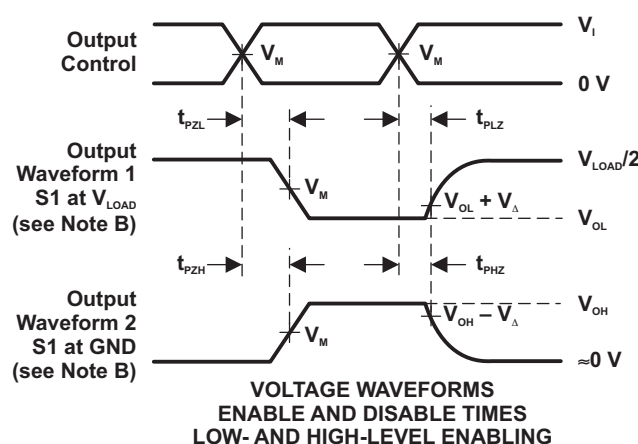 Output
Control
V_M
V_M
V_I
0 V
t_PZL
t_PLZ
Output
Waveform 1
S1 at V_LOAD
(see Note B)
V_M
V_OL + V_Δ
V_LOAD/2
V_OL
t_PZH
t_PHZ
Output
Waveform 2
S1 at GND
(see Note B)
V_M
V_OH – V_Δ
V_OH
≈0 V
VOLTAGE WAVEFORMS
ENABLE AND DISABLE TIMES
LOW- AND HIGH-LEVEL ENABLING